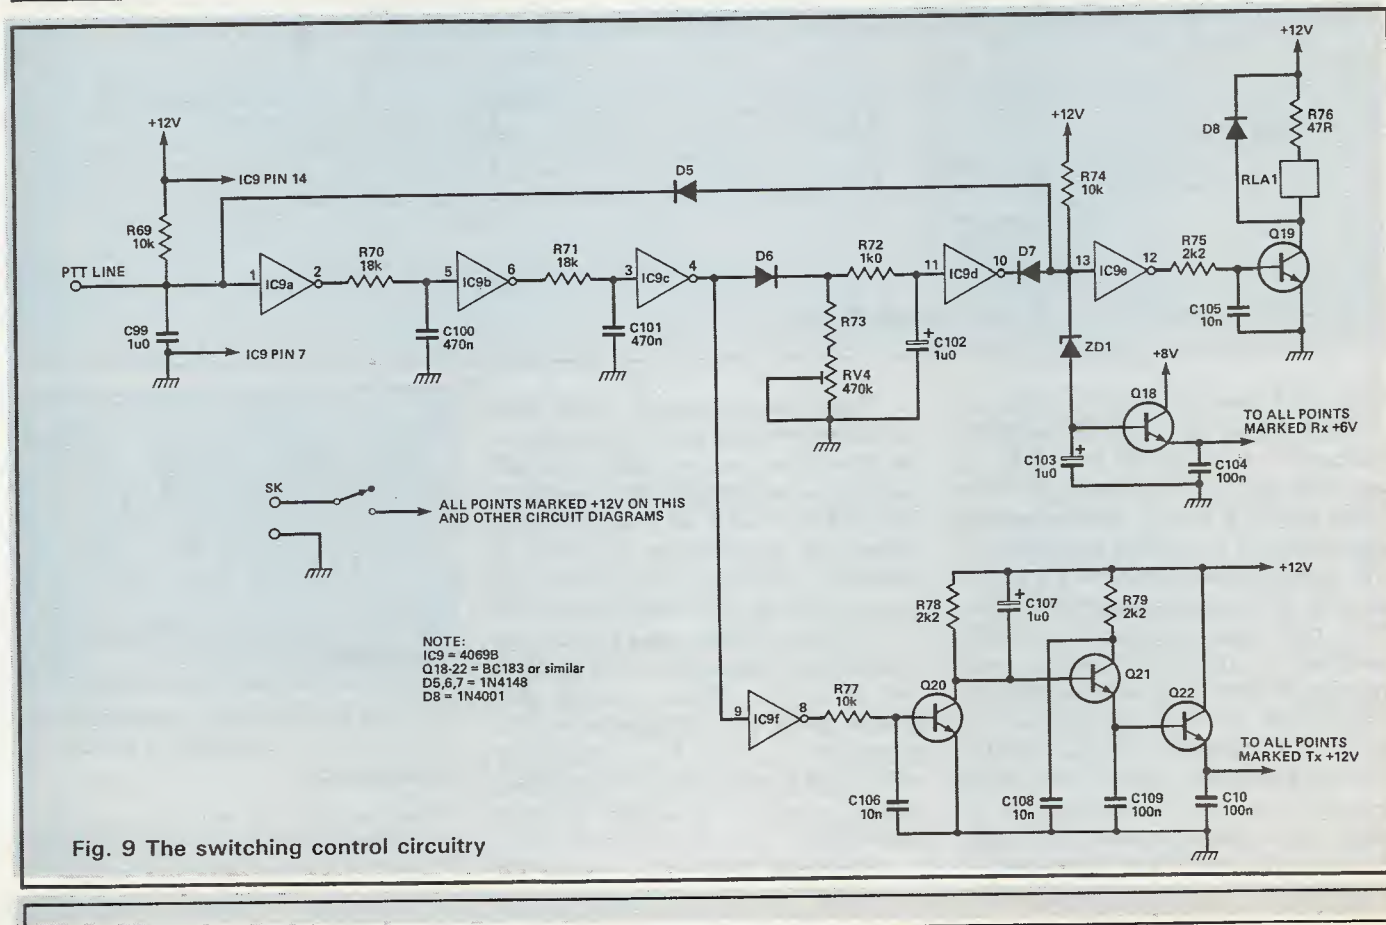 +12V
+12V
D8
R76
47R
RLA1
Q19
+12V
IC9 PIN 14
D5
R74
10k
R69
10k
PTT LINE
1
IC9a
2
R70
18k
5
IC9b
6
R71
18k
3
IC9c
4
D6
R72
1k0
11
IC9d
10
D7
13
IC9e
12
R75
2k2
C105
10n
C99
1u0
IC9 PIN 7
C100
470n
C101
470n
R73
RV4
470k
+
C102
1u0
ZD1
+8V
Q18
TO ALL POINTS
MARKED Rx +6V
+
C103
1u0
C104
100n
SK
ALL POINTS MARKED +12V ON THIS
AND OTHER CIRCUIT DIAGRAMS
+12V
R78
2k2
+
C107
1u0
R79
2k2
NOTE:
IC9 = 4069B
Q18-22 = BC183 or similar
D5,6,7 = 1N4148
D8 = 1N4001
9
IC9f
8
R77
10k
Q20
Q21
Q22
TO ALL POINTS
MARKED Tx +12V
C106
10n
C108
10n
C109
100n
C10
100n
Fig. 9 The switching control circuitry